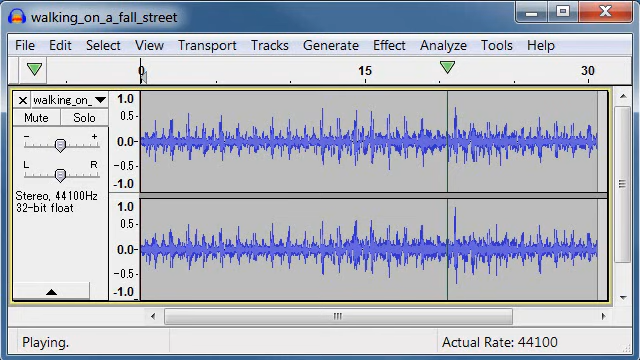 walking_on_a_fall_street
File Edit Select View Transport Tracks Generate Effect Analyze Tools Help
0 15 30
walking_on_
Mute Solo
- +
L R
Stereo, 44100Hz
32-bit float
1.0
0.5
0.0
-0.5
-1.0
1.0
0.5
0.0
-0.5
-1.0
Playing.
Actual Rate: 44100